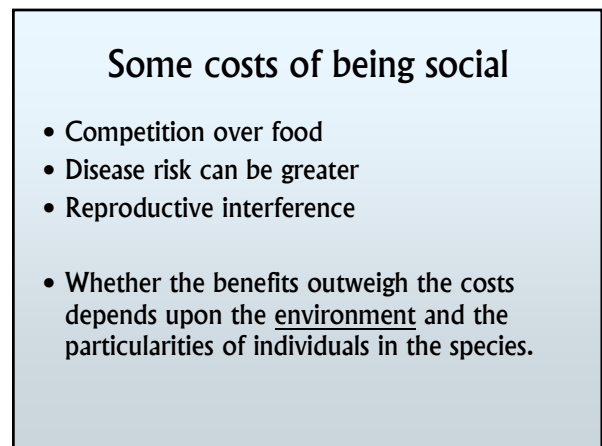 Some costs of being social
• Competition over food
• Disease risk can be greater
• Reproductive interference
• Whether the benefits outweigh the costs
depends upon the environment and the
particularities of individuals in the species.